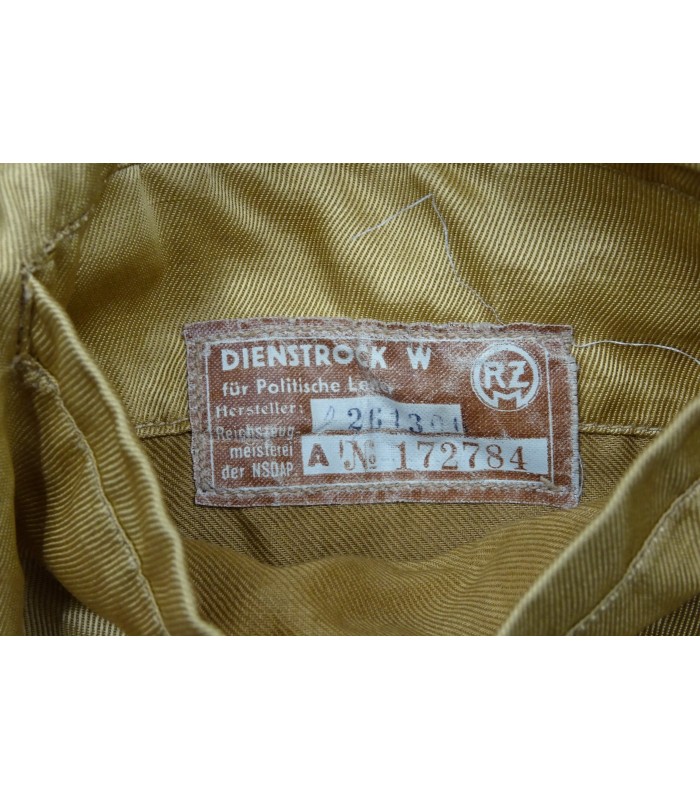 DIENSTROCK W
für Politische
RZM
Hersteller:
Reichszeug-
meisterei
der NSDAP
A № 172784